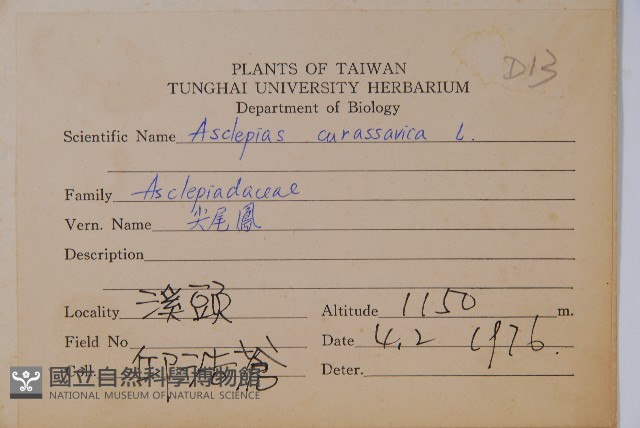 D13
PLANTS OF TAIWAN
TUNGHAI UNIVERSITY HERBARIUM
Department of Biology
Scientific Name Asclepias curassavica L.
Family Asclepiadaceae
Vern. Name 尖尾鳳
Description
Locality 溪頭 Altitude 1150 m.
Field No Date 4.2 1976.
Coll. Deter.
國立自然科學博物館
NATIONAL MUSEUM OF NATURAL SCIENCE